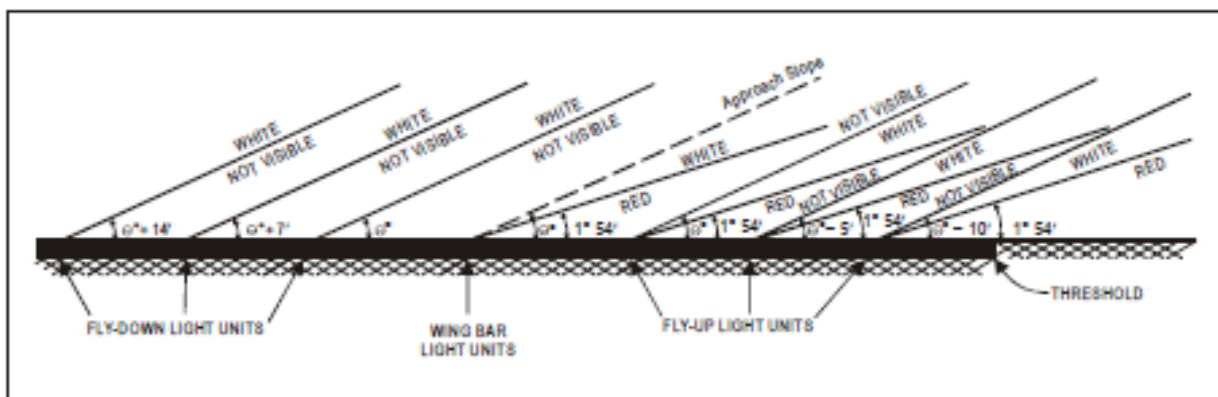 WHITE
NOT VISIBLE
WHITE
NOT VISIBLE
WHITE
NOT VISIBLE
Approach Slope
WHITE
RED
NOT VISIBLE
WHITE
RED
NOT VISIBLE
WHITE
RED
NOT VISIBLE
WHITE
RED
Θ°+ 14'
Θ°+ 7'
Θ°
Θ°
1° 54'
Θ°
1° 54'
Θ°– 5'
1° 54'
Θ°– 10'
1° 54'
FLY-DOWN LIGHT UNITS
WING BAR
LIGHT UNITS
FLY-UP LIGHT UNITS
THRESHOLD